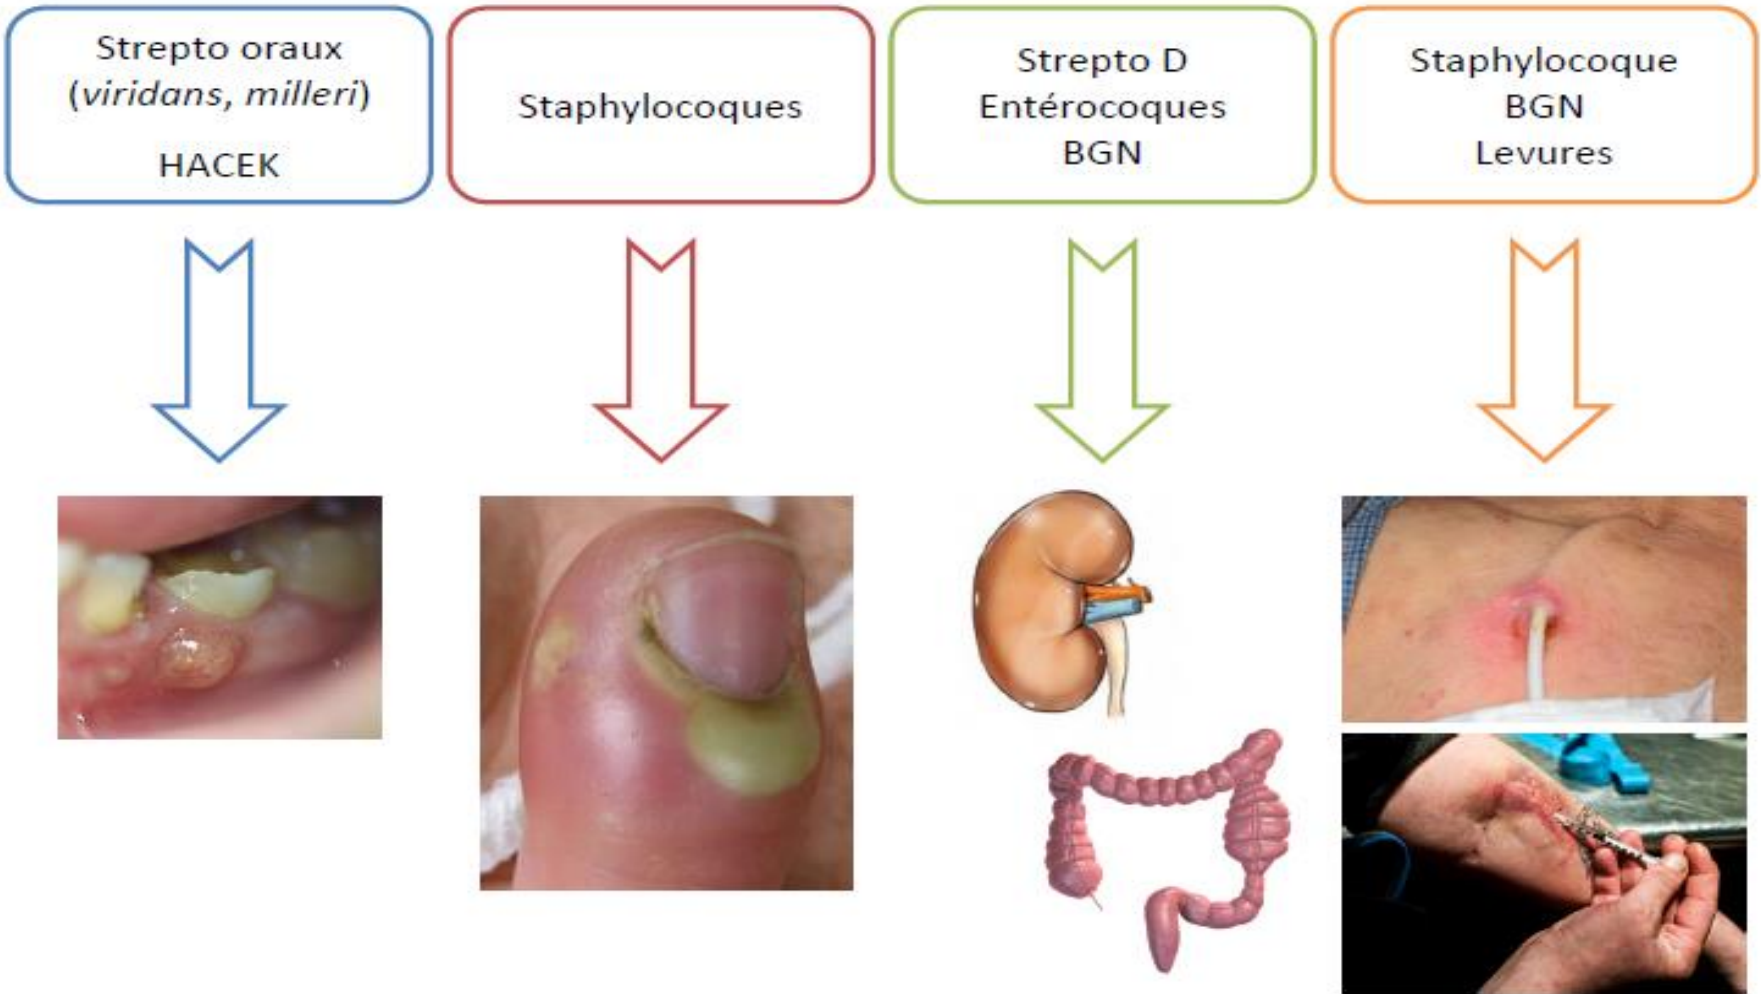 Strepto oraux
(viridans, milleri)
HACEK
Staphylocoques
Strepto D
Entérocoques
BGN
Staphylocoque
BGN
Levures